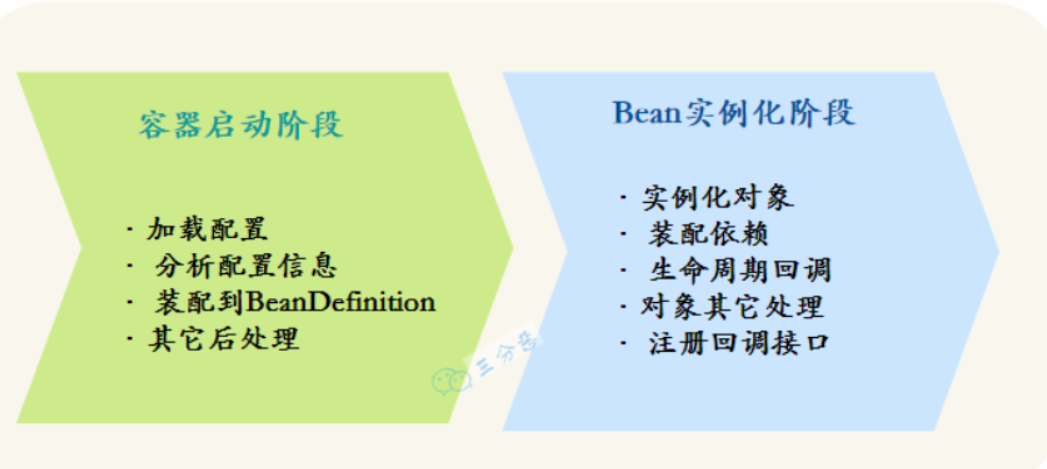 容器启动阶段
· 加载配置
· 分析配置信息
· 装配到BeanDefinition
· 其它后处理
Bean实例化阶段
· 实例化对象
· 装配依赖
· 生命周期回调
· 对象其它处理
· 注册回调接口
三分恶